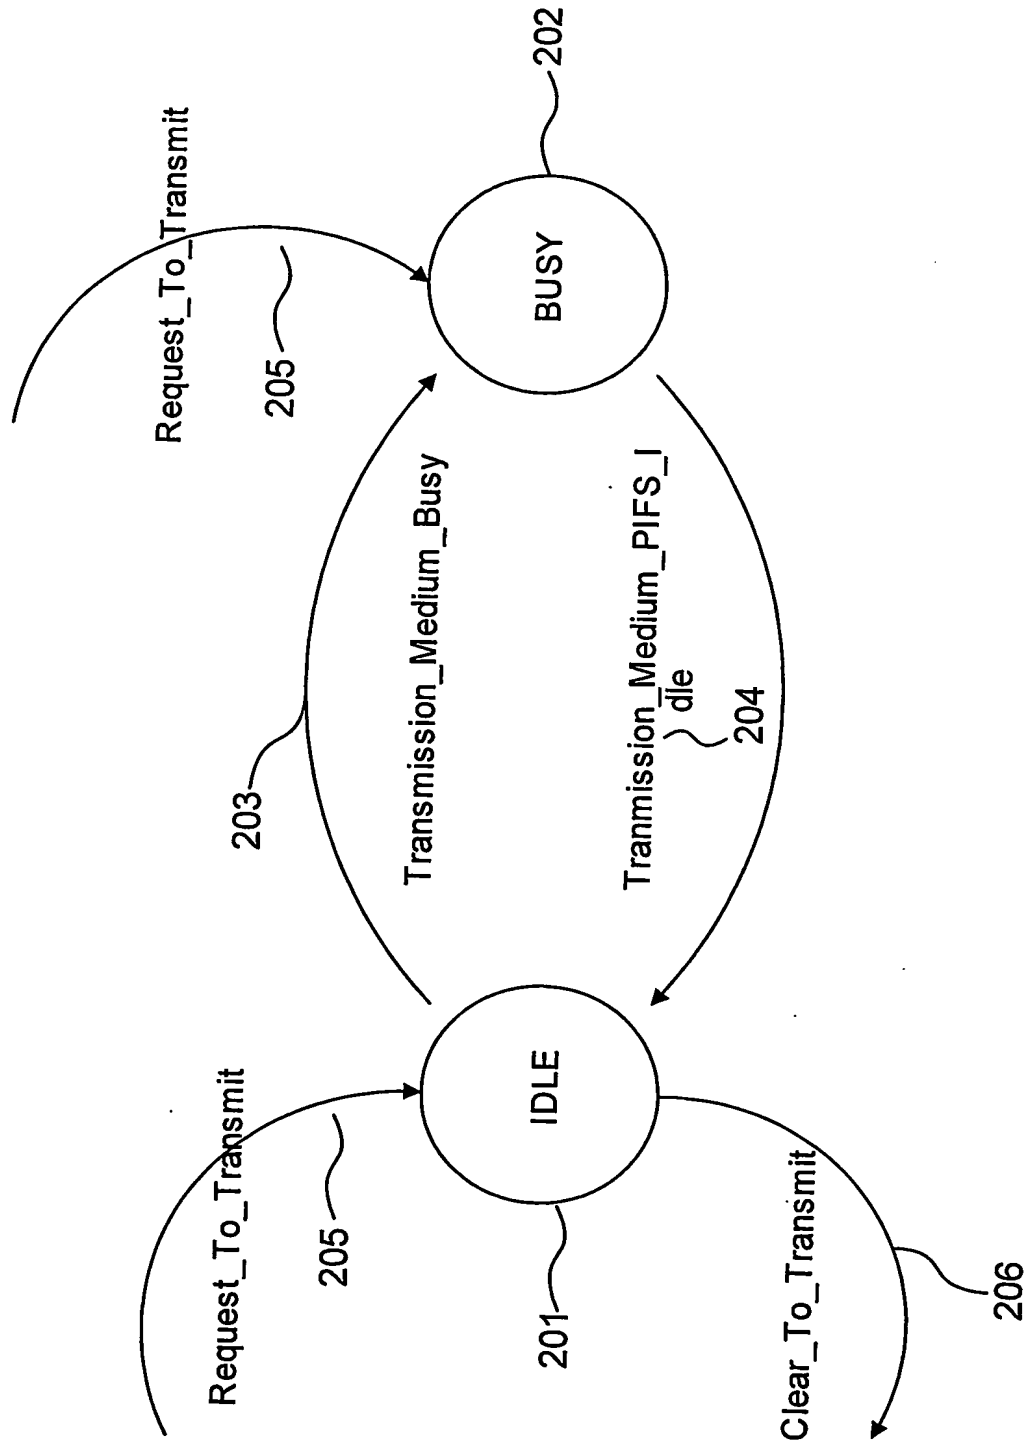 Request_To_Transmit
205
Request_To_Transmit
205
203
Transmission_Medium_Busy
IDLE
BUSY
201
202
Tranmission_Medium_PIFS_I
dle
204
Clear_To_Transmit
206